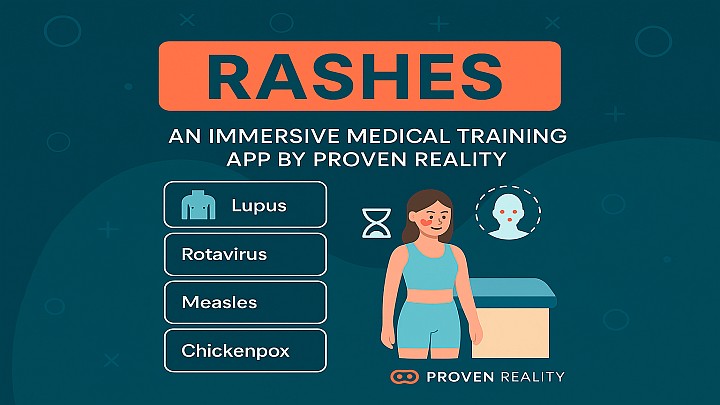 RASHES
AN IMMERSIVE MEDICAL TRAINING
APP BY PROVEN REALITY
Lupus
Rotavirus
Measles
Chickenpox
PROVEN REALITY